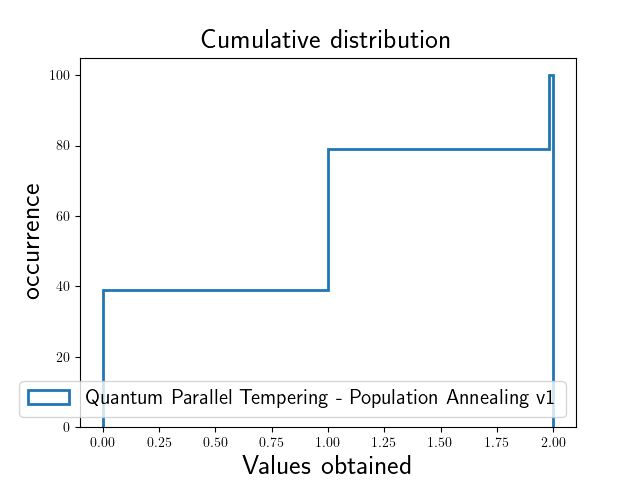 Cumulative distribution
100
80
60
40
20
0
occurrence
Quantum Parallel Tempering - Population Annealing v1
0.00 0.25 0.50 0.75 1.00 1.25 1.50 1.75 2.00
Values obtained